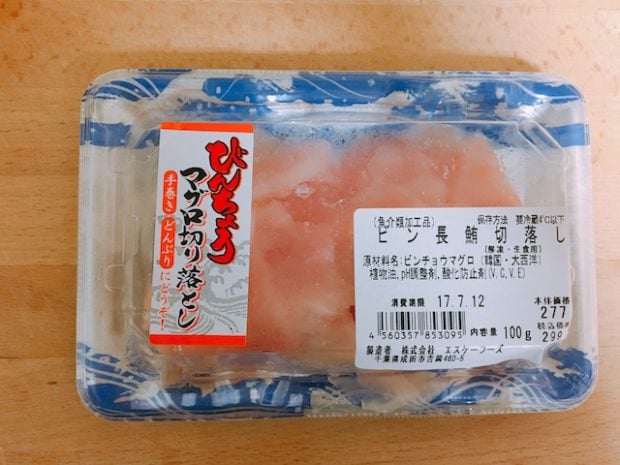 びんちょう
マグロ切り落とし
手巻き どんぶり にどうぞ!
(魚介類加工品) 保存方法 要冷蔵4℃以下
ビン長鮪切落し
(解凍・生食用)
原材料名:ビンチョウマグロ(韓国・大西洋)
植物油,pH調整剤,酸化防止剤(V.C,V.E)
消費期限 17.7.12
本体価格
277
税込価格
299
4560357853095
内容量 100g
製造者 株式会社 エスケーフーズ
千葉県成田市吉岡460-5